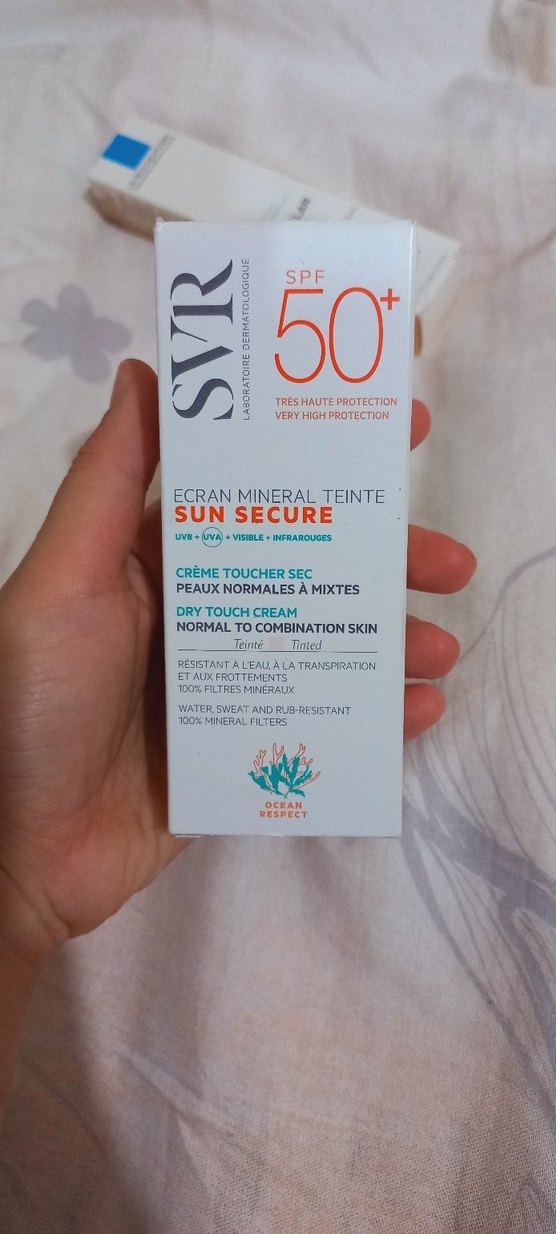 SVR
LABORATOIRE DERMATOLOGIQUE
SPF
50+
TRÈS HAUTE PROTECTION
VERY HIGH PROTECTION
ECRAN MINERAL TEINTE
SUN SECURE
UVB + UVA + VISIBLE + INFRAROUGES
CRÈME TOUCHER SEC
PEAUX NORMALES À MIXTES
DRY TOUCH CREAM
NORMAL TO COMBINATION SKIN
Teinté Tinted
RÉSISTANT À L'EAU, À LA TRANSPIRATION
ET AUX FROTTEMENTS
100% FILTRES MINÉRAUX
WATER, SWEAT AND RUB-RESISTANT
100% MINERAL FILTERS
OCEAN
RESPECT